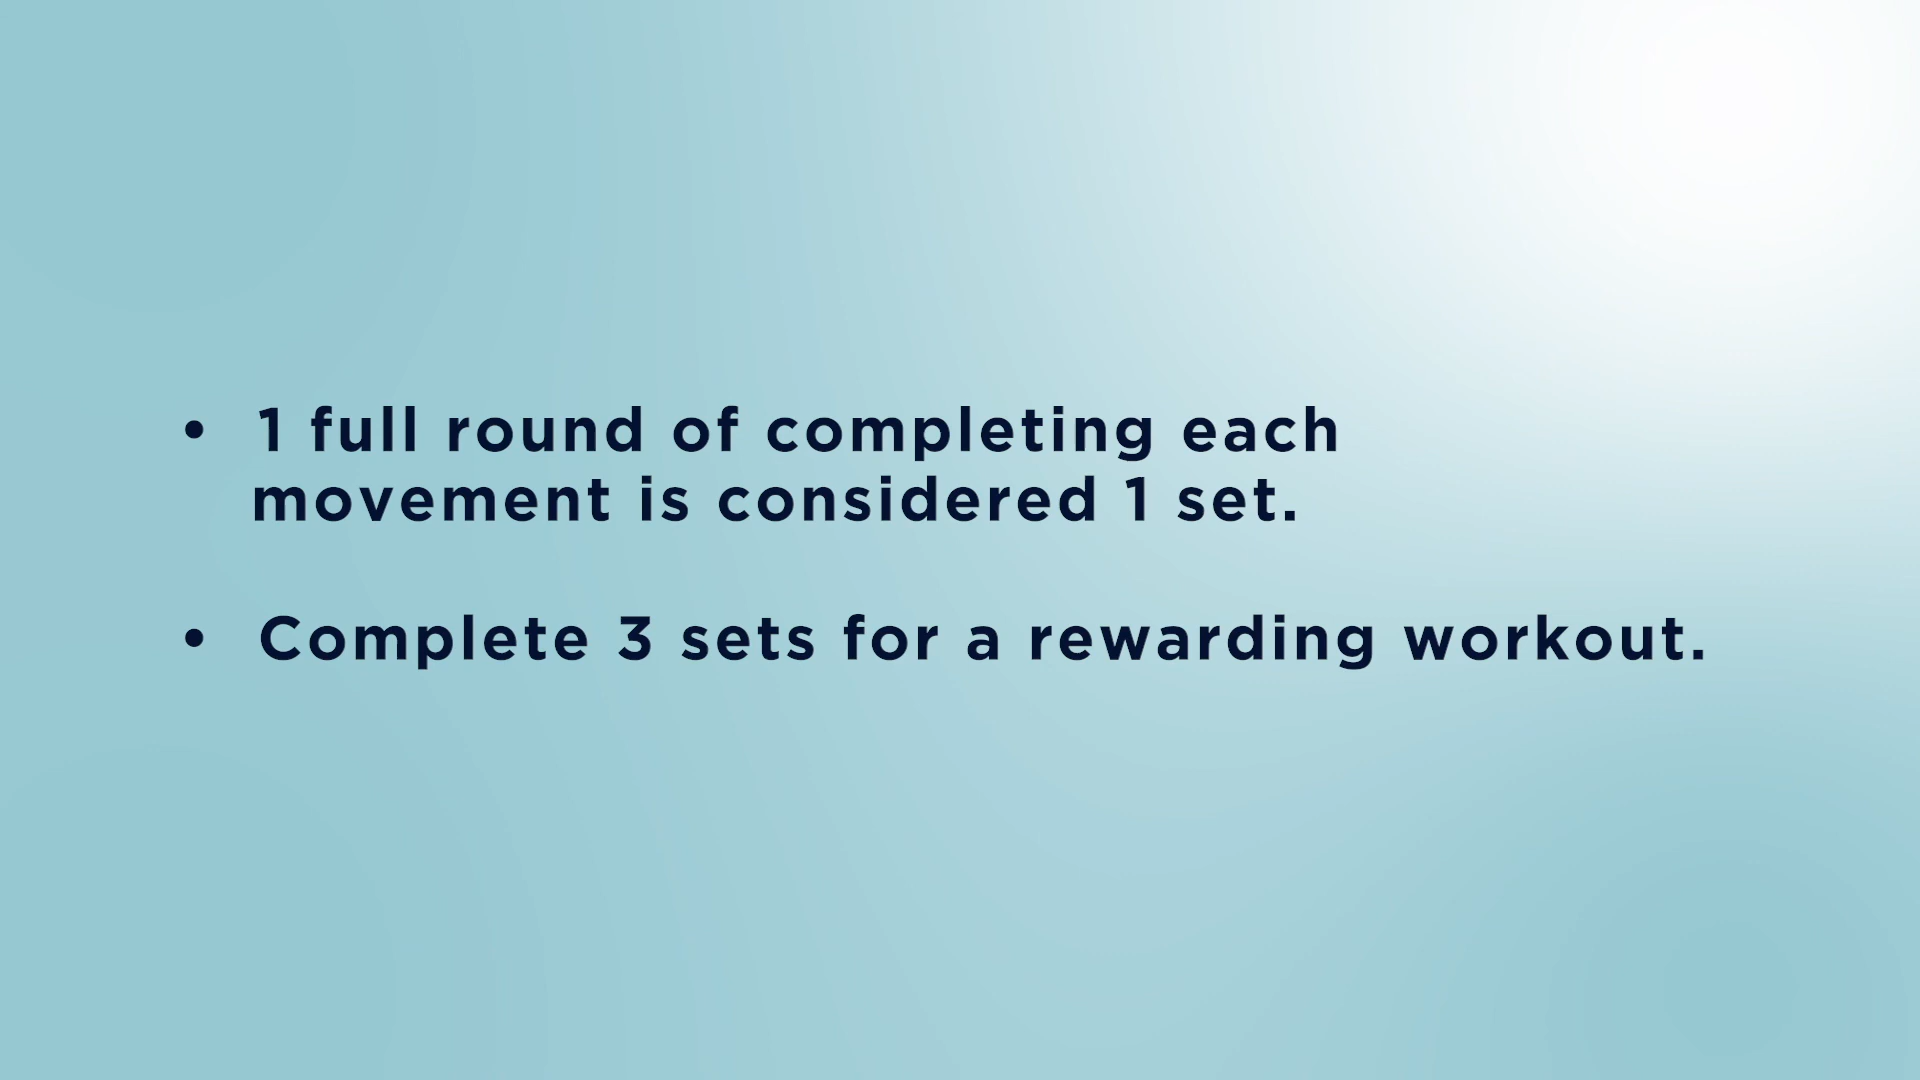 • 1 full round of completing each
movement is considered 1 set.
• Complete 3 sets for a rewarding workout.